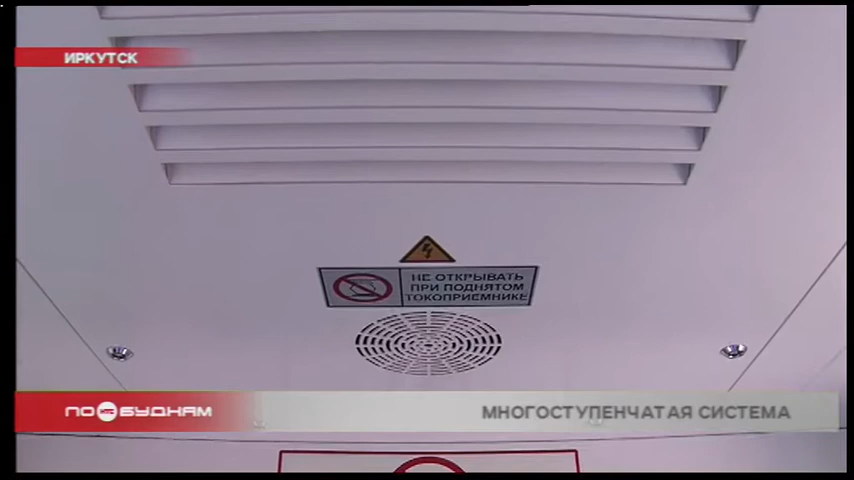 ИРКУТСК
НЕ ОТКРЫВАТЬ
ПРИ ПОДНЯТОМ
ТОКОПРИЕМНИКЕ
ПО БУДНЯМ
МНОГОСТУПЕНЧАТАЯ СИСТЕМА